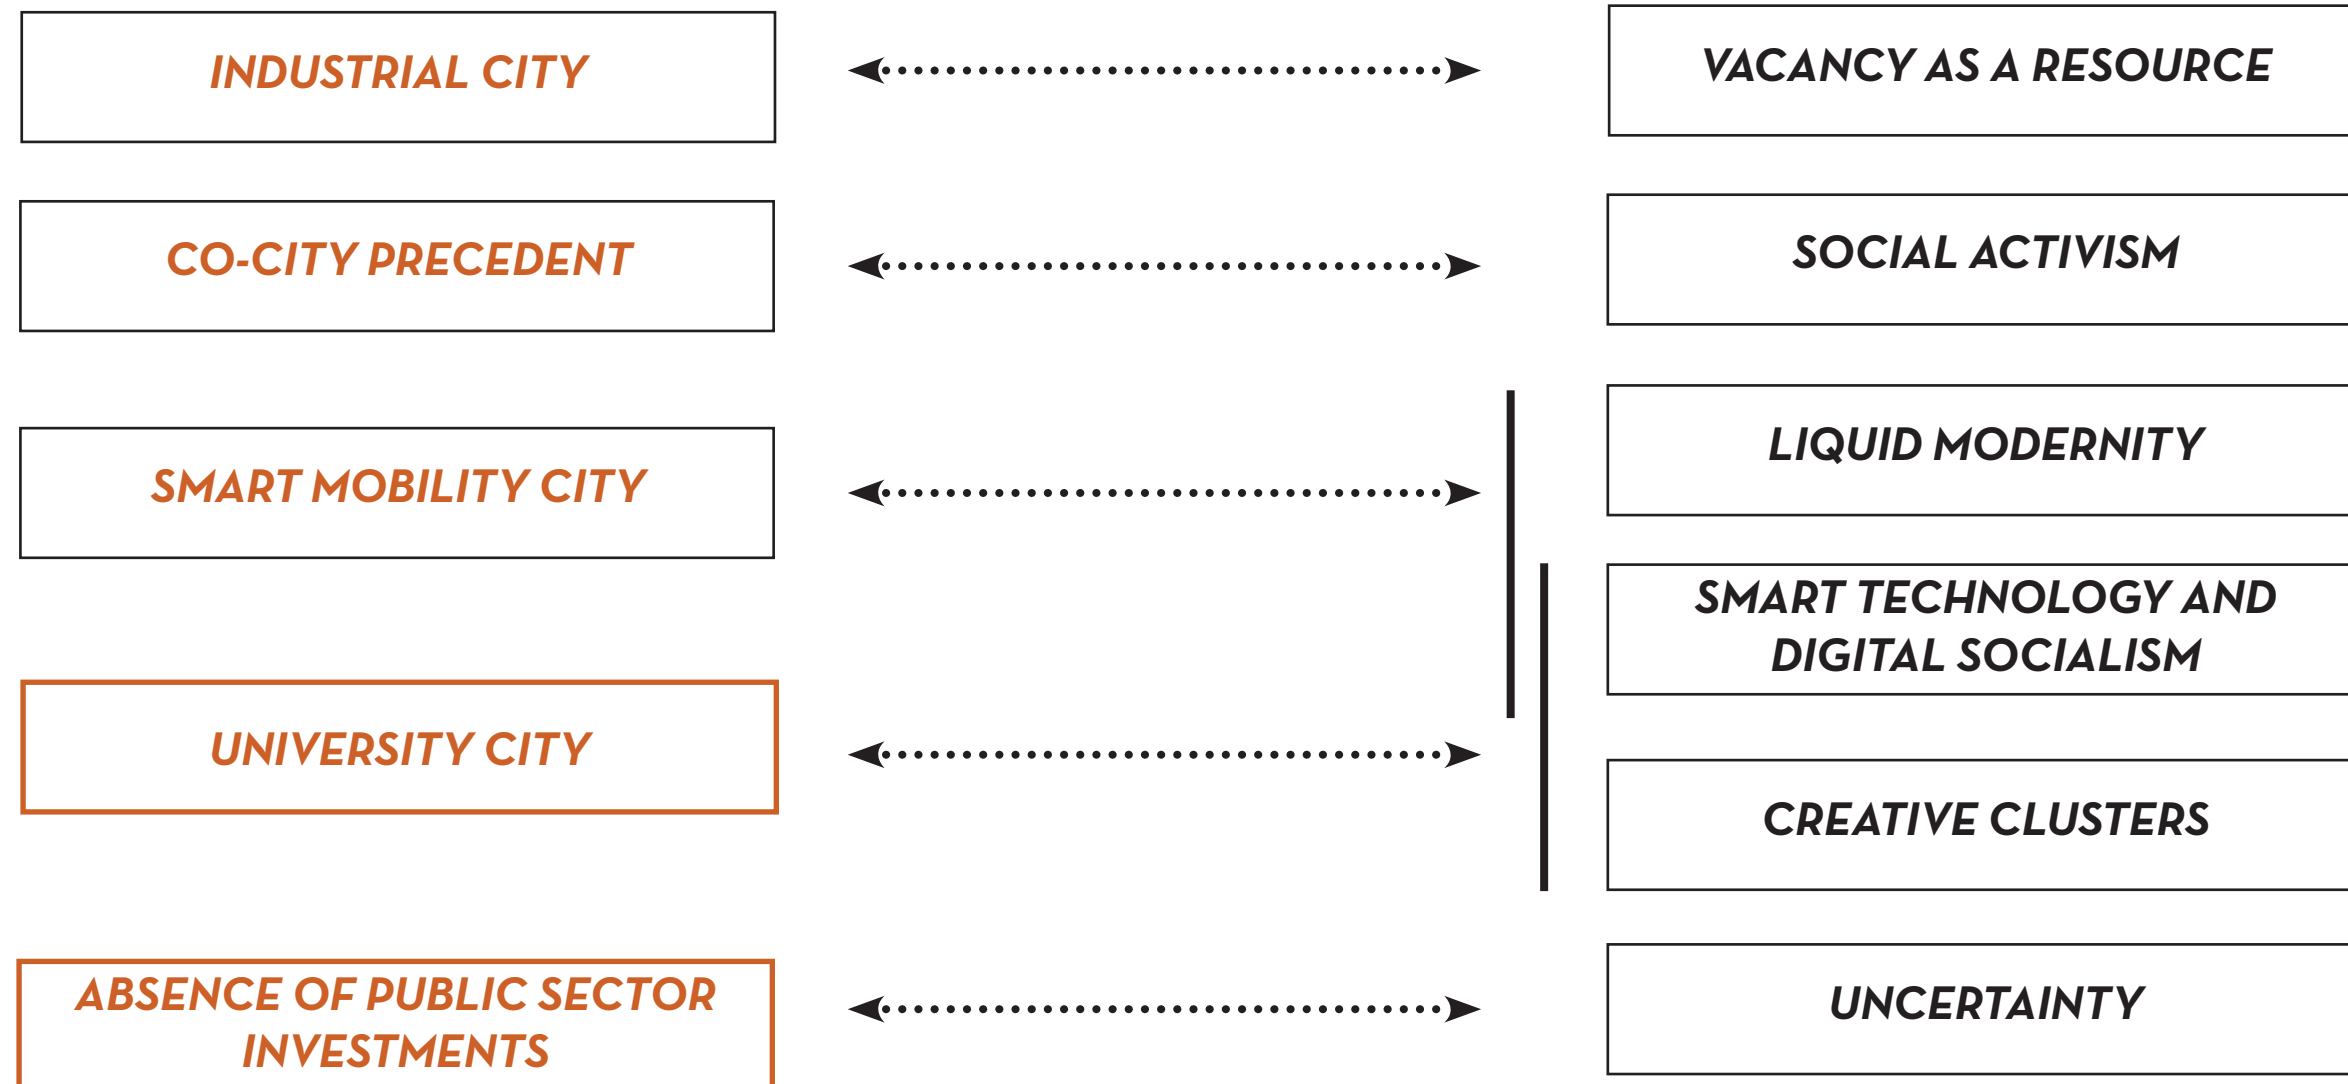 INDUSTRIAL CITY
VACANCY AS A RESOURCE
CO-CITY PRECEDENT
SOCIAL ACTIVISM
SMART MOBILITY CITY
LIQUID MODERNITY
SMART TECHNOLOGY AND
DIGITAL SOCIALISM
UNIVERSITY CITY
CREATIVE CLUSTERS
ABSENCE OF PUBLIC SECTOR
INVESTMENTS
UNCERTAINTY